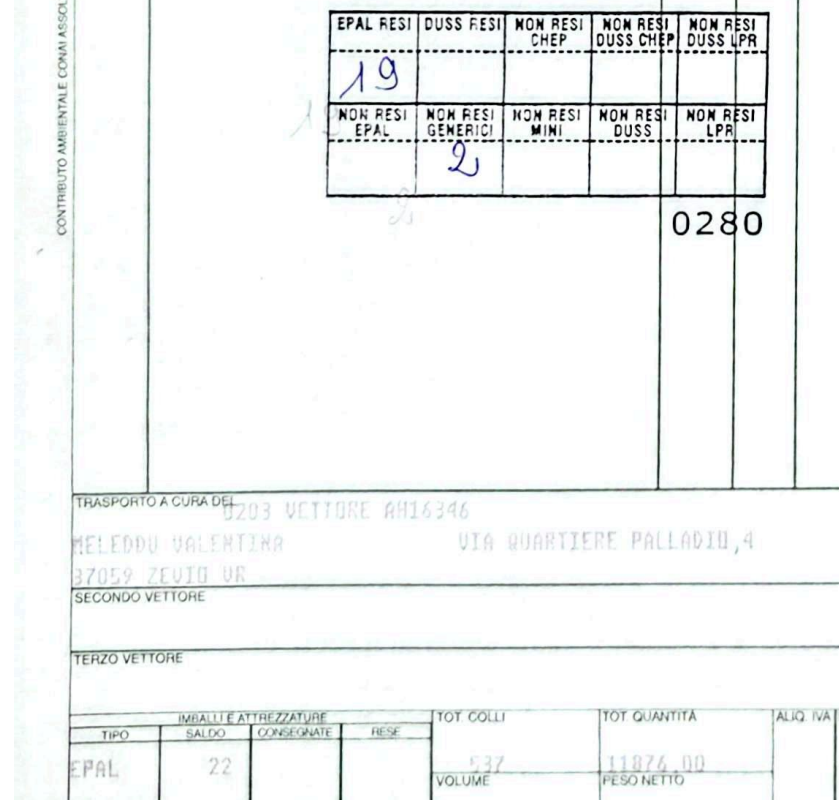 CONTRIBUTO AMBIENTALE CONAI ASSOL
EPAL RESI DUSS RESI NON RESI CHEP NON RESI DUSS CHEP NON RESI DUSS LPR
19
NON RESI EPAL NON RESI GENERICI NON RESI MINI NON RESI DUSS NON RESI LPR
2
0280
TRASPORTO A CURA DEL
0203 VETTORE AH16346
MELEDDU VALENTINA VIA QUARTIERE PALLADIO,4
37059 ZEVIO VR
SECONDO VETTORE
TERZO VETTORE
IMBALLI E ATTREZZATURE TOT. COLLI TOT. QUANTITÀ ALIQ. IVA
TIPO SALDO CONSEGNATE RESE
EPAL 22 537 11874,00
VOLUME PESO NETTO